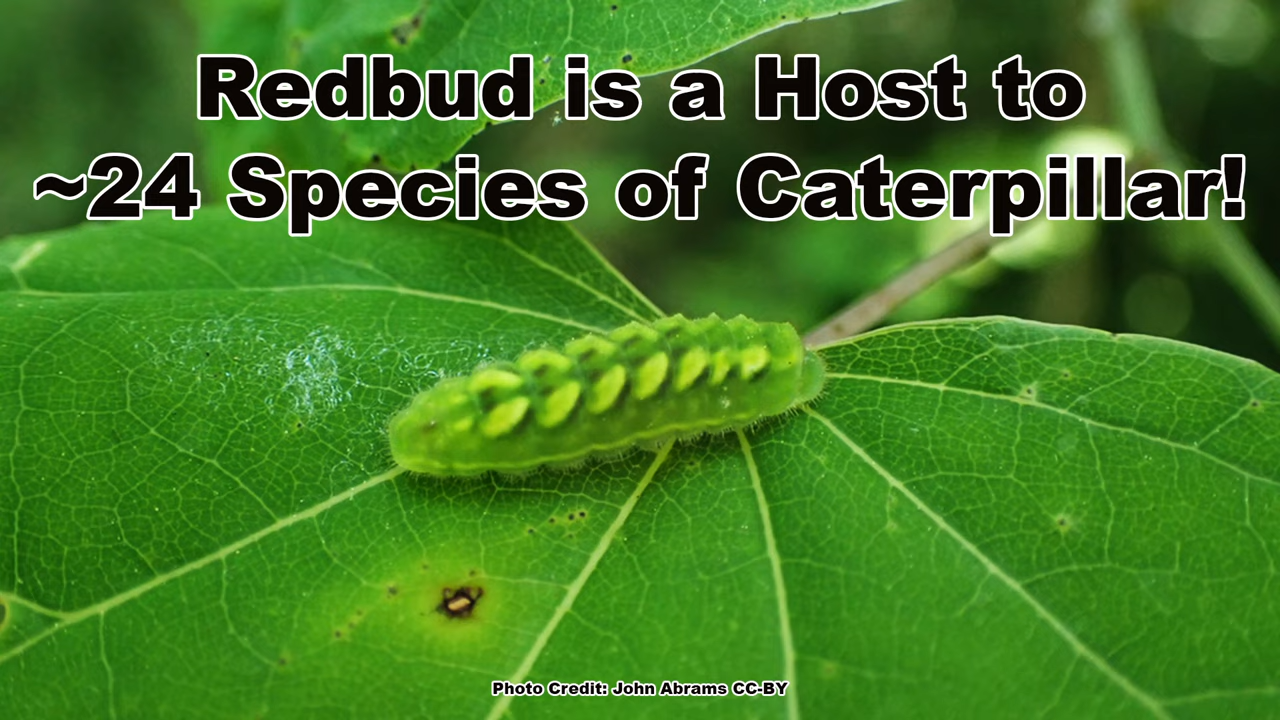 Redbud is a Host to
~24 Species of Caterpillar!
Photo Credit: John Abrams CC-BY